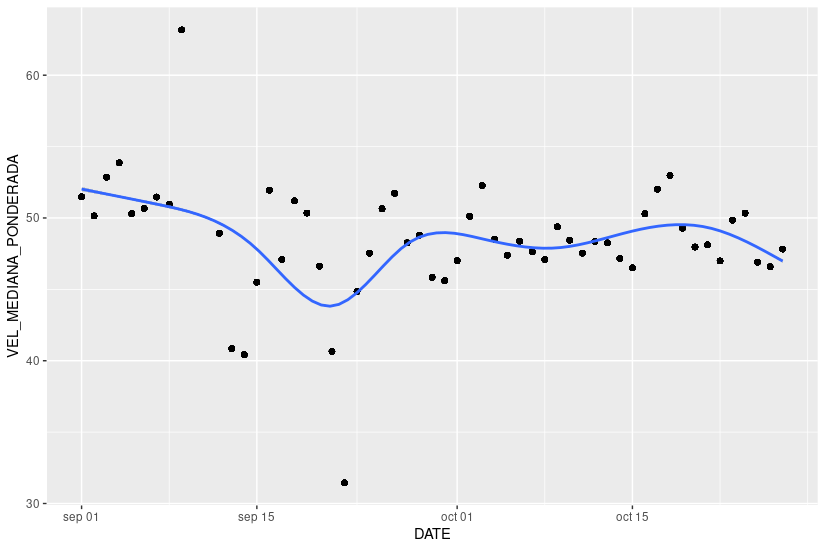 VEL_MEDIANA_PONDERADA
60
50
40
30
sep 01
sep 15
oct 01
oct 15
DATE